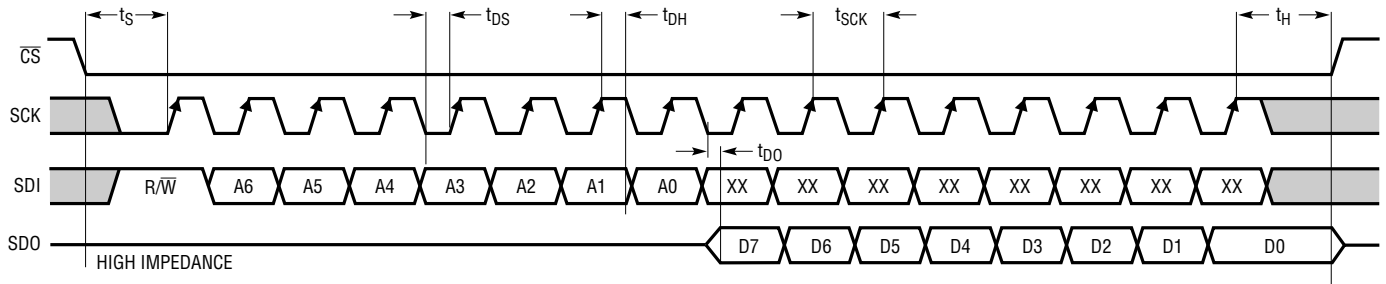 tS tDS tDH tSCK tH
CS
SCK
tDO
SDI R/W A6 A5 A4 A3 A2 A1 A0 XX XX XX XX XX XX XX XX
SDO D7 D6 D5 D4 D3 D2 D1 D0
HIGH IMPEDANCE